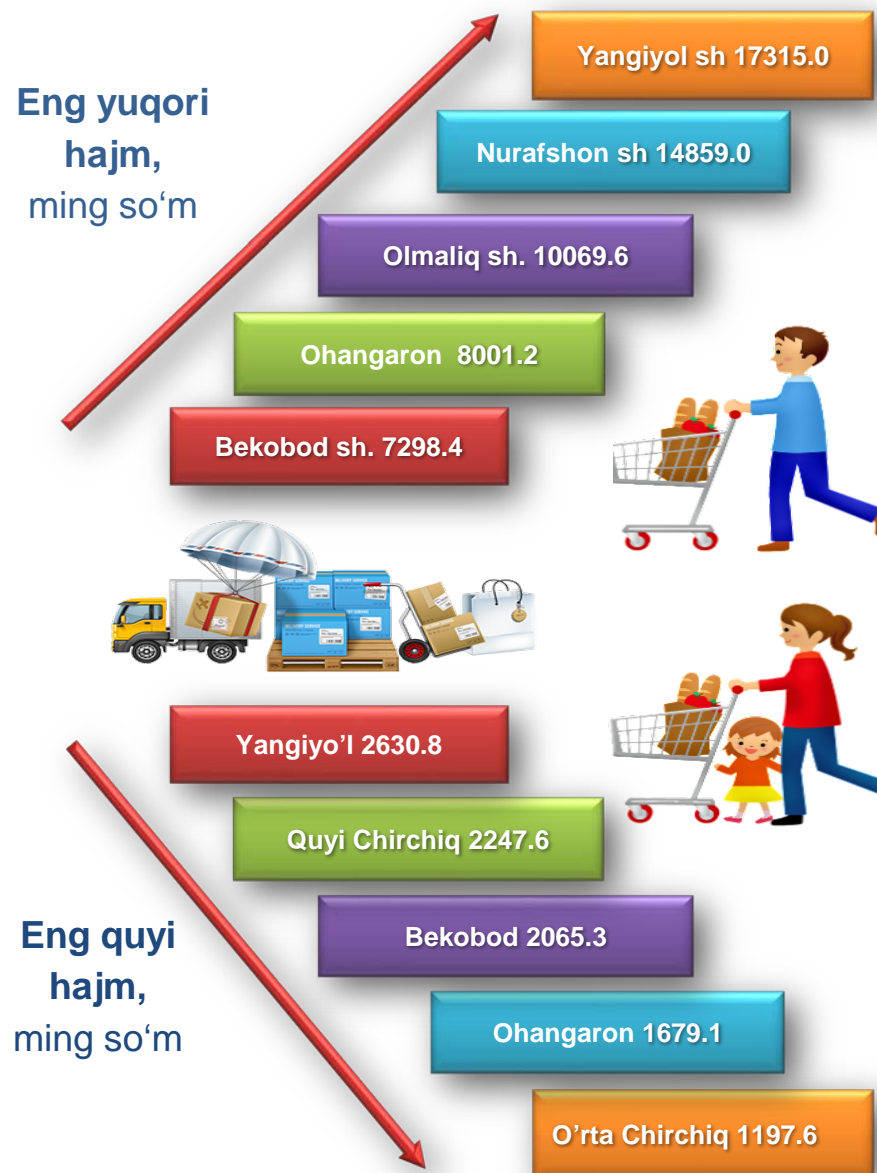 Yangiyol sh 17315.0
Eng yuqori
hajm,
ming so‘m
Nurafshon sh 14859.0
Olmaliq sh. 10069.6
Ohangaron 8001.2
Bekobod sh. 7298.4
Yangiyo’l 2630.8
Quyi Chirchiq 2247.6
Eng quyi
hajm,
ming so‘m
Bekobod 2065.3
Ohangaron 1679.1
O’rta Chirchiq 1197.6